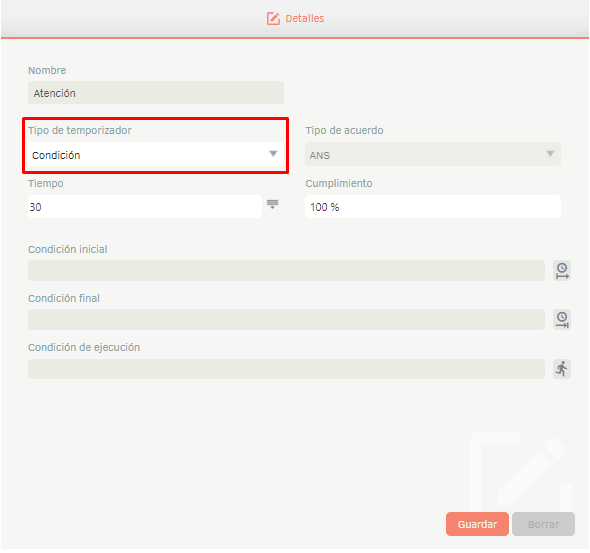 Detalles
Nombre
Atención
Tipo de temporizador
Tipo de acuerdo
Condición
ANS
Tiempo
Cumplimiento
30
100 %
Condición inicial
Condición final
Condición de ejecución
Guardar
Borrar